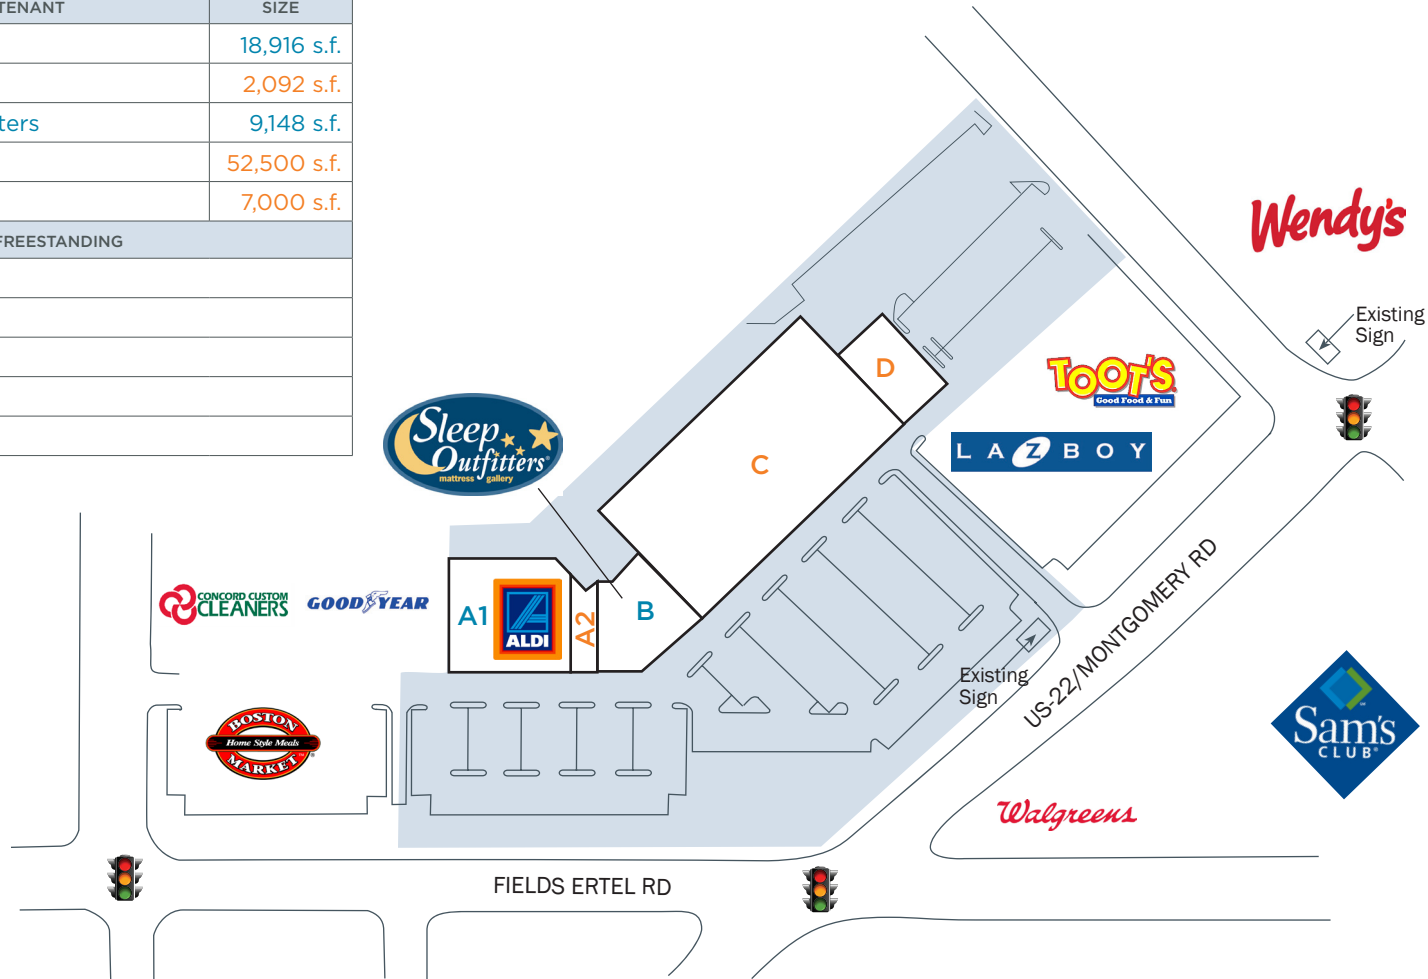 TENANT SIZE
18,916 s.f.
2,092 s.f.
ters 9,148 s.f.
52,500 s.f.
7,000 s.f.
FREESTANDING
Wendy's
Existing
Sign
D
TOOT'S
Good Food & Fun
LAZBOY
C
Sleep
Outfitters®
mattress gallery
CONCORD CUSTOM
CLEANERS
GOODYEAR
A1
ALDI
A2
B
Existing
Sign
US-22/MONTGOMERY RD
BOSTON
Home Style Meals
MARKET
Sam's
CLUB®
Walgreens
FIELDS ERTEL RD